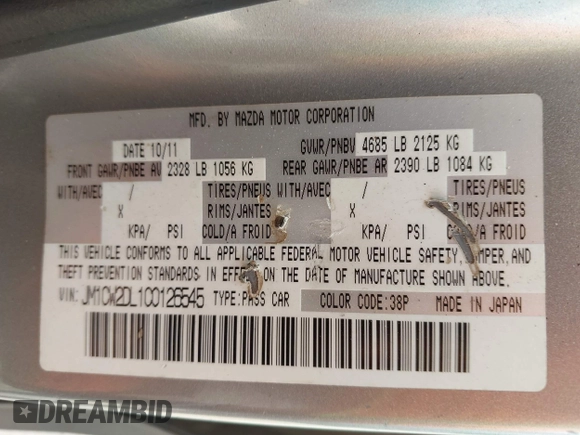 MFD. BY MAZDA MOTOR CORPORATION
DATE 10/11 GVWR/PNBV 4685 LB 2125 KG
FRONT GAWR/PNBE AV 2328 LB 1056 KG REAR GAWR/PNBE AR 2390 LB 1084 KG
WITH/AVEC / TIRES/PNEUS WITH/AVEC / TIRES/PNEUS
X RIMS/JANTES X RIMS/JANTES
KPA/ PSI COLD/A FROID KPA/ PSI COLD/A FROID
THIS VEHICLE CONFORMS TO ALL APPLICABLE FEDERAL MOTOR VEHICLE SAFETY, BUMPER, AND
THEFT PREVENTION STANDARDS IN EFFECT ON THE DATE OF MANUFACTURE SHOWN ABOVE.
VIN: JM1CW2DL1C0126545 TYPE:PASS CAR COLOR CODE:38P MADE IN JAPAN
DREAMBID